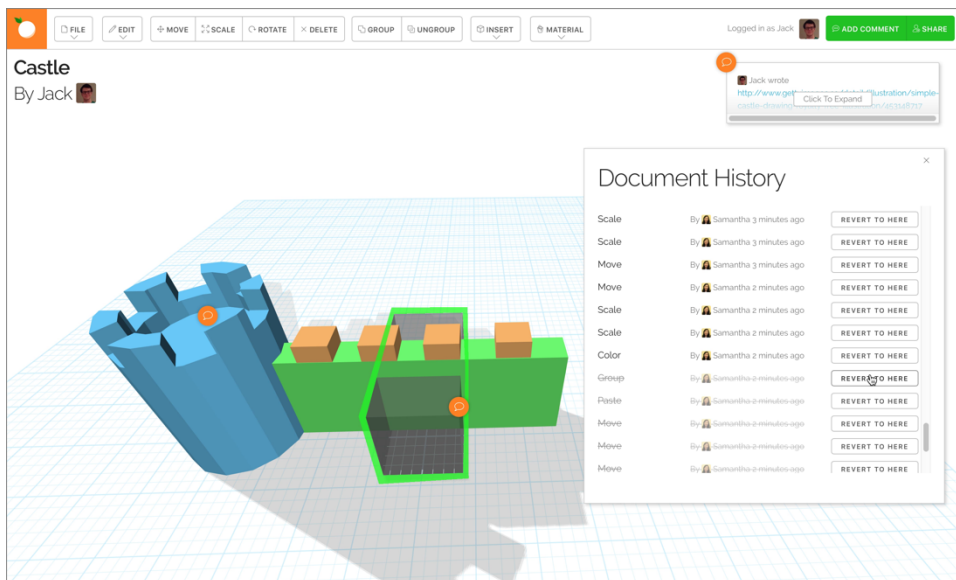 FILE
EDIT
MOVE
SCALE
ROTATE
DELETE
GROUP
UNGROUP
INSERT
MATERIAL
Logged in as Jack
ADD COMMENT
SHARE
Castle
By Jack
Jack wrote
Click To Expand
Document History
Scale By Samantha 3 minutes ago REVERT TO HERE
Scale By Samantha 3 minutes ago REVERT TO HERE
Move By Samantha 3 minutes ago REVERT TO HERE
Move By Samantha 2 minutes ago REVERT TO HERE
Scale By Samantha 2 minutes ago REVERT TO HERE
Scale By Samantha 2 minutes ago REVERT TO HERE
Color By Samantha 2 minutes ago REVERT TO HERE
Group By Samantha 2 minutes ago REVERT TO HERE
Paste By Samantha 2 minutes ago REVERT TO HERE
Move By Samantha 2 minutes ago REVERT TO HERE
Move By Samantha 2 minutes ago REVERT TO HERE
Move By Samantha 2 minutes ago REVERT TO HERE